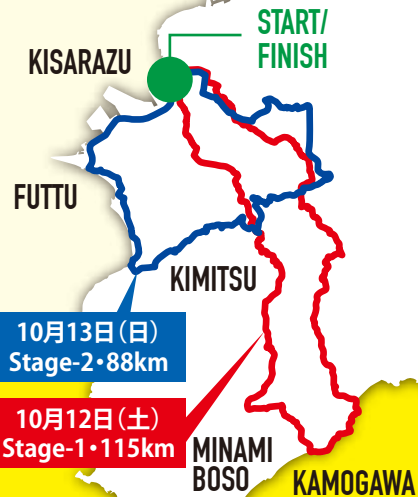 START/
FINISH
KISARAZU
FUTTU
KIMITSU
10月13日（日）
Stage-2・88km
10月12日（土）
Stage-1・115km
MINAMI
BOSO
KAMOGAWA